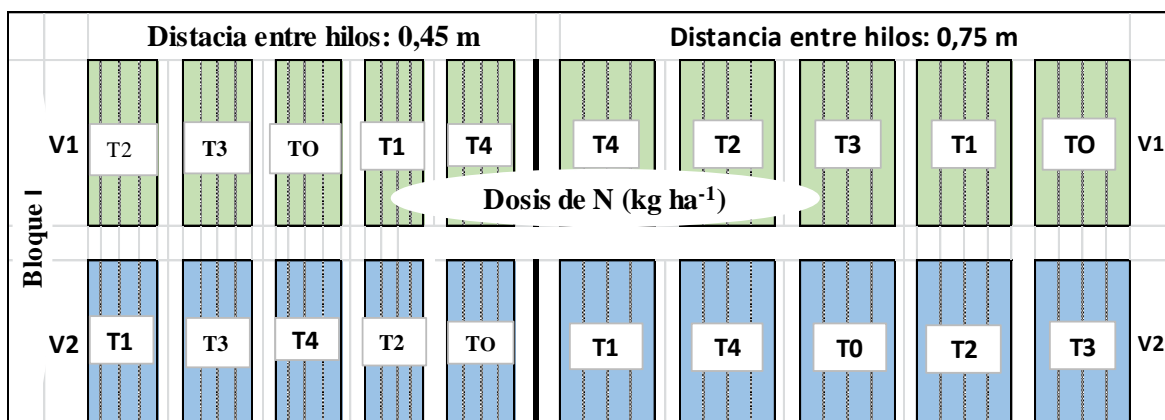 Distacia entre hilos: 0,45 m
Distancia entre hilos: 0,75 m
Bloque I
V1 T2 T3 TO T1 T4 T4 T2 T3 T1 TO V1
Dosis de N (kg ha-1)
V2 T1 T3 T4 T2 TO T1 T4 T0 T2 T3 V2